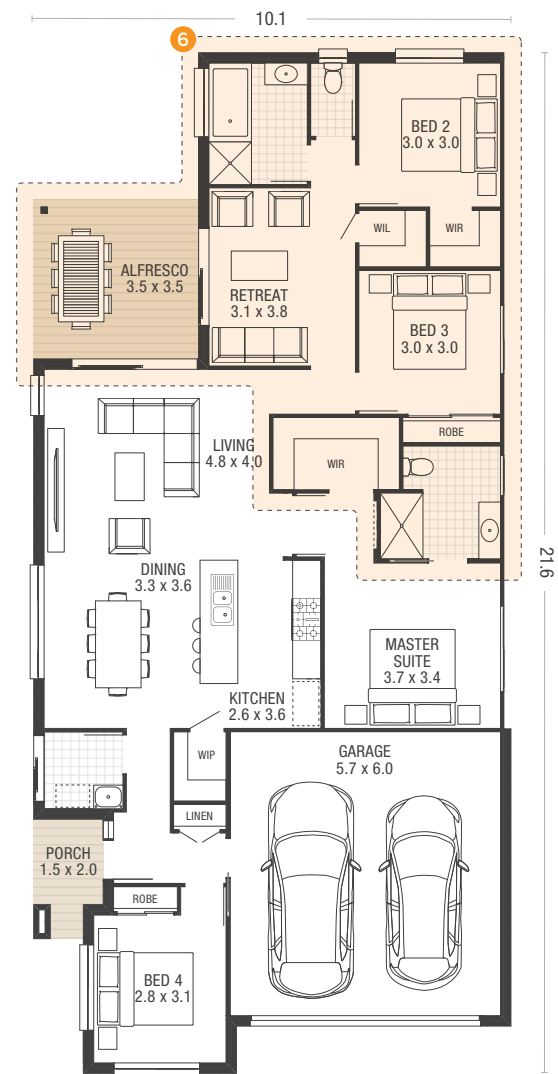 10.1
6
BED 2
3.0 x 3.0
WIL
WIR
ALFRESCO
3.5 x 3.5
RETREAT
3.1 x 3.8
BED 3
3.0 x 3.0
ROBE
LIVING
4.8 x 4.0
WIR
21.6
DINING
3.3 x 3.6
MASTER
SUITE
3.7 x 3.4
KITCHEN
2.6 x 3.6
WIP
GARAGE
5.7 x 6.0
LINEN
PORCH
1.5 x 2.0
ROBE
BED 4
2.8 x 3.1